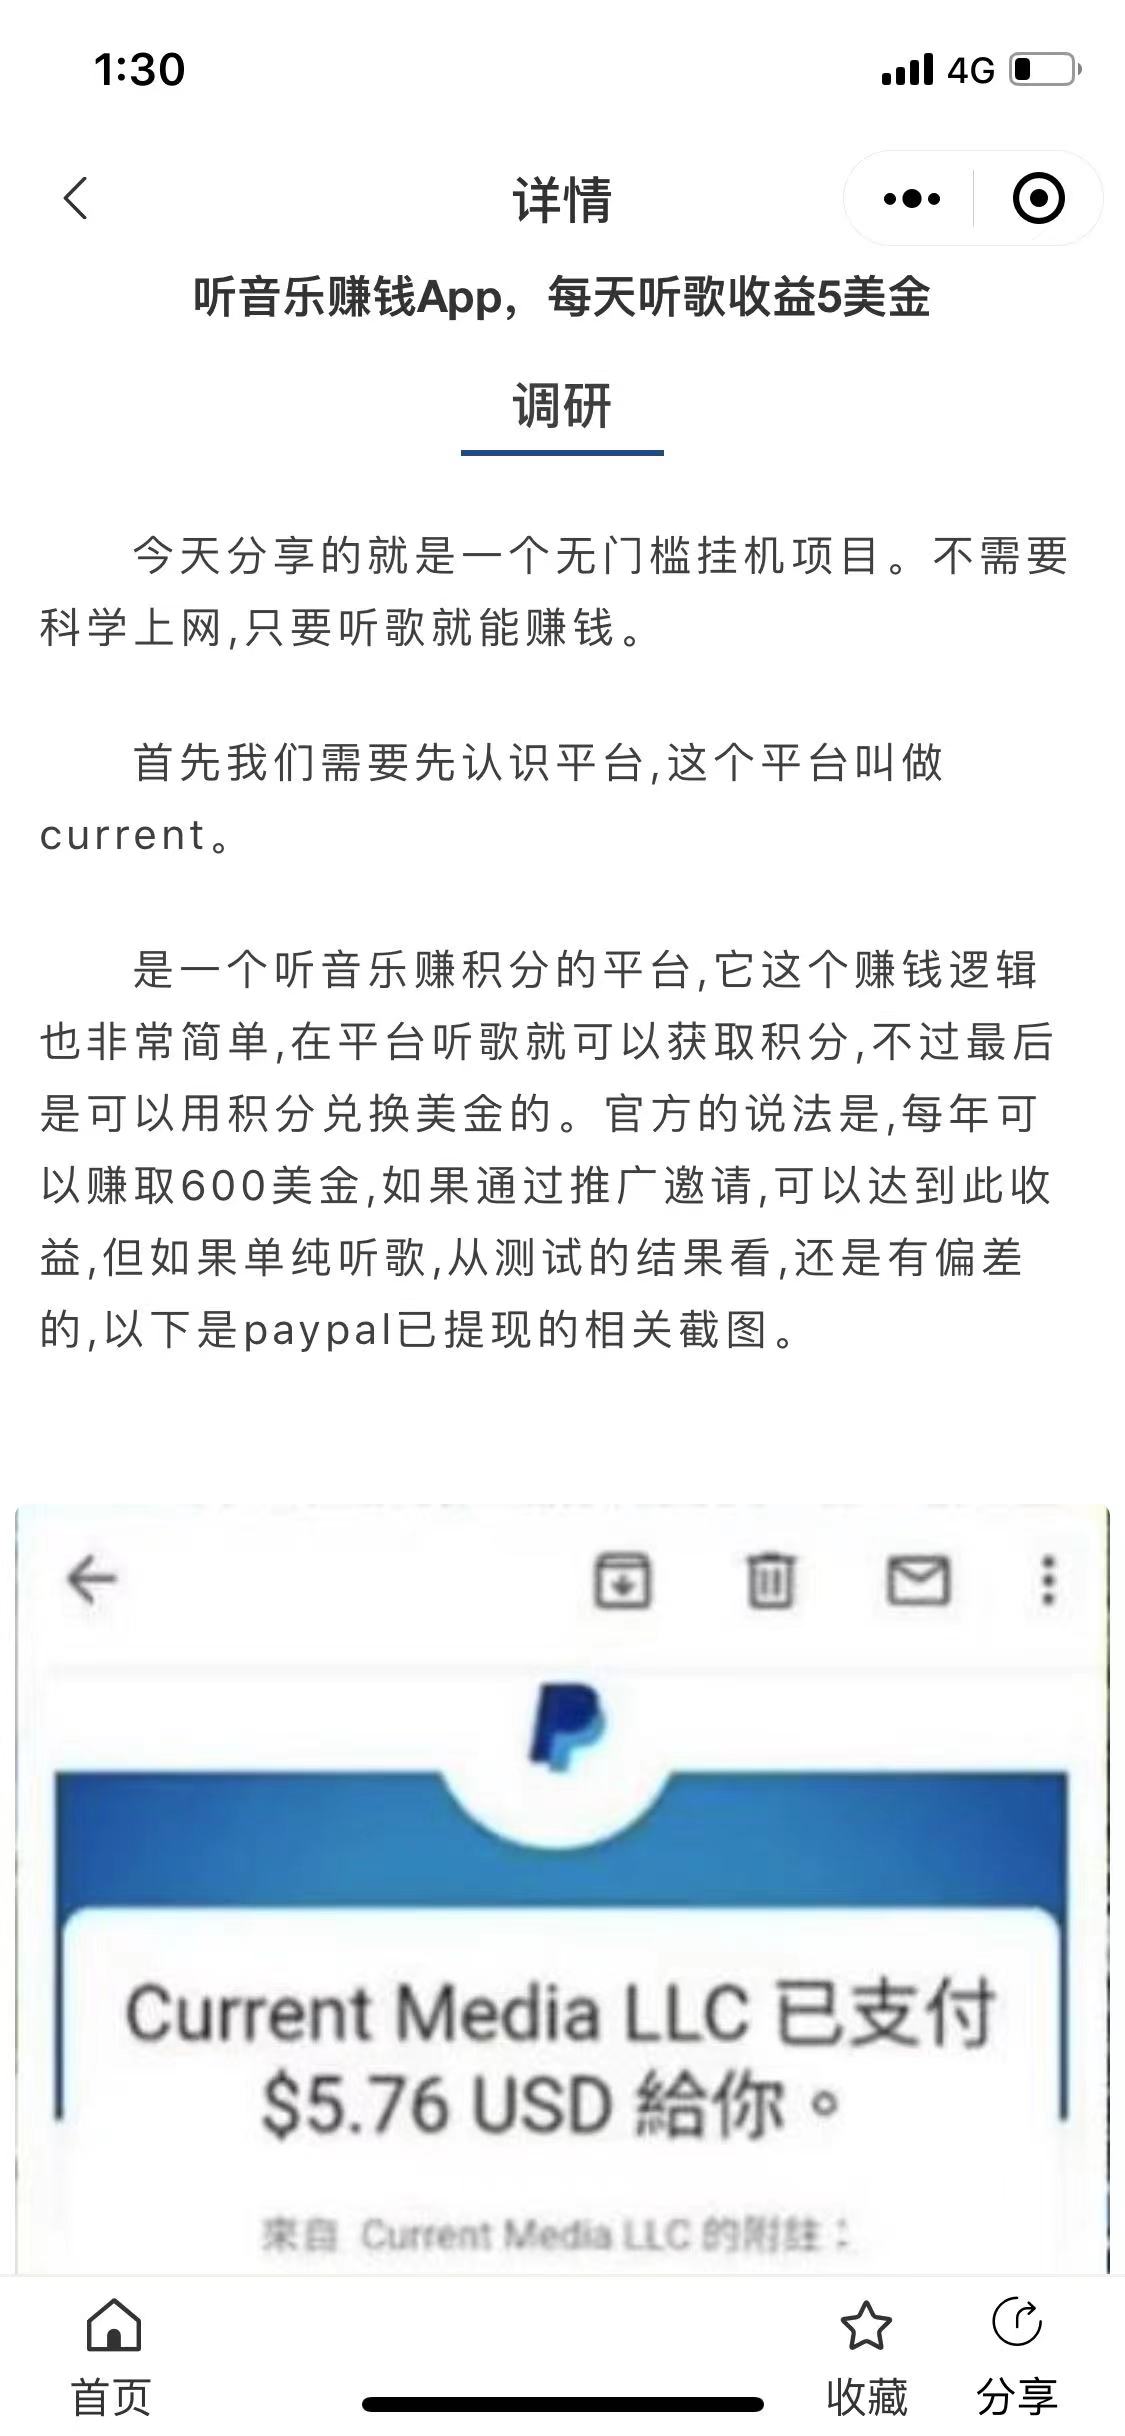 1:30
4G
详情
听音乐赚钱App，每天听歌收益5美金
调研
今天分享的就是一个无门槛挂机项目。不需要
科学上网,只要听歌就能赚钱。
首先我们需要先认识平台,这个平台叫做
current。
是一个听音乐赚积分的平台,它这个赚钱逻辑
也非常简单,在平台听歌就可以获取积分,不过最后
是可以用积分兑换美金的。官方的说法是,每年可
以赚取600美金,如果通过推广邀请,可以达到此收
益,但如果单纯听歌,从测试的结果看,还是有偏差
的,以下是paypal已提现的相关截图。
Current Media LLC 已支付
$5.76 USD 給你。
來自 Current Media LLC 的附註：
首页
收藏
分享